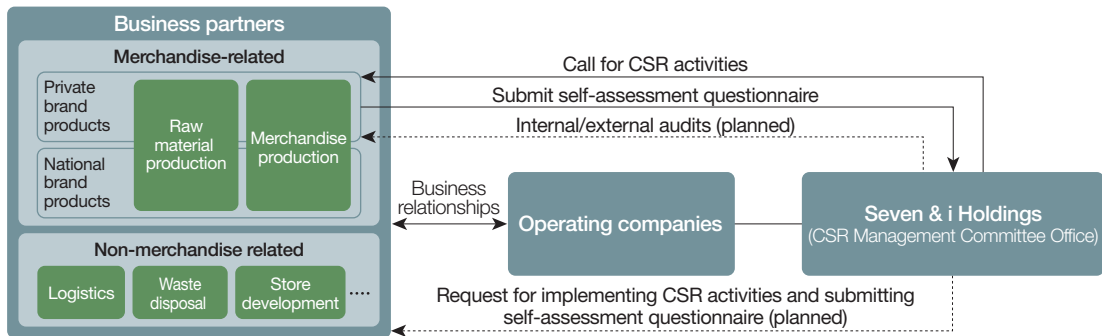 Business partners
Merchandise-related
Private
brand
products
Raw
material
production
Merchandise
production
National
brand
products
Non-merchandise related
Logistics
Waste
disposal
Store
development
....
Call for CSR activities
Submit self-assessment questionnaire
Internal/external audits (planned)
Business
relationships
Operating companies
Seven & i Holdings
(CSR Management Committee Office)
Request for implementing CSR activities and submitting
self-assessment questionnaire (planned)